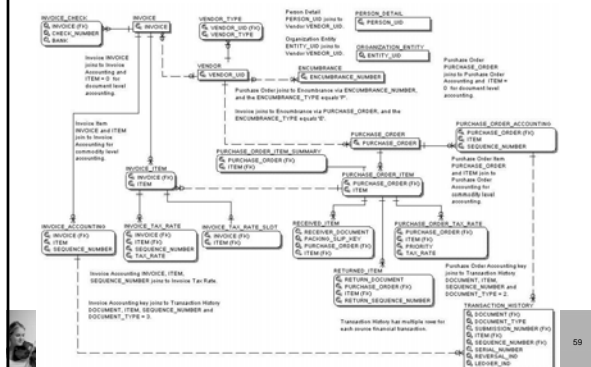 INVOICE_CHECK
INVOICE (FK)
CHECK_NUMBER
BANK
INVOICE
INVOICE
VENDOR_TYPE
VENDOR_UID (FK)
VENDOR_TYPE
Person Detail
PERSON_UID joins to
Vendor VENDOR_UID.
PERSON_DETAIL
PERSON_UID
Organization Entity
ENTITY_UID joins to
Vendor VENDOR_UID.
ORGANIZATION_ENTITY
ENTITY_UID
Invoice INVOICE
joins to Invoice
Accounting and
ITEM = 0 for
document level
accounting.
VENDOR
VENDOR_UID
ENCUMBRANCE
ENCUMBRANCE_NUMBER
Purchase Order
PURCHASE_ORDER
joins to Purchase Order
Accounting and ITEM =
0 for document level
accounting.
Purchase Order joins to Encumbrance via PURCHASE_ORDER,
and the ENCUMBRANCE_TYPE equals 'P'.
Invoice joins to Encumbrance via PURCHASE_ORDER, and the
ENCUMBRANCE_TYPE equals 'E'.
Invoice Item
INVOICE and ITEM
join to Invoice
Accounting for
commodity level
accounting.
PURCHASE_ORDER
PURCHASE_ORDER
PURCHASE_ORDER_ACCOUNTING
PURCHASE_ORDER (FK)
ITEM
SEQUENCE_NUMBER
PURCHASE_ORDER_ITEM_SUMMARY
PURCHASE_ORDER (FK)
ITEM (FK)
Purchase Order Item
PURCHASE_ORDER
and ITEM join to
Purchase Order
Accounting for
commodity level
accounting.
INVOICE_ITEM
INVOICE (FK)
ITEM
PURCHASE_ORDER_ITEM
PURCHASE_ORDER (FK)
ITEM
INVOICE_ACCOUNTING
INVOICE (FK)
ITEM
SEQUENCE_NUMBER
INVOICE_TAX_RATE
INVOICE (FK)
ITEM (FK)
SEQUENCE_NUMBER
TAX_RATE
INVOICE_TAX_RATE_SLOT
INVOICE (FK)
ITEM (FK)
RECEIVED_ITEM
RECEIVER_DOCUMENT
PACKING_SLIP_KEY
PURCHASE_ORDER (FK)
ITEM (FK)
PURCHASE_ORDER_TAX_RATE
PURCHASE_ORDER (FK)
ITEM (FK)
PRIORITY
TAX_RATE
RETURNED_ITEM
RETURN_DOCUMENT
PURCHASE_ORDER (FK)
ITEM (FK)
RETURN_SEQUENCE_NUMBER
Purchase Order Accounting key
joins to Transaction History
DOCUMENT, ITEM,
SEQUENCE_NUMBER and
DOCUMENT_TYPE = 2.
Invoice Accounting INVOICE, ITEM,
SEQUENCE_NUMBER joins to Invoice Tax Rate.
Invoice Accounting key joins to Transaction History
DOCUMENT, ITEM, SEQUENCE_NUMBER and
DOCUMENT_TYPE = 3.
Transaction History has multiple rows for
each source financial transaction.
TRANSACTION_HISTORY
DOCUMENT (FK)
DOCUMENT_TYPE
SUBMISSION_NUMBER (FK)
ITEM (FK)
SEQUENCE_NUMBER (FK)
SERIAL_NUMBER
REVERSAL_IND
LEDGER_IND
59